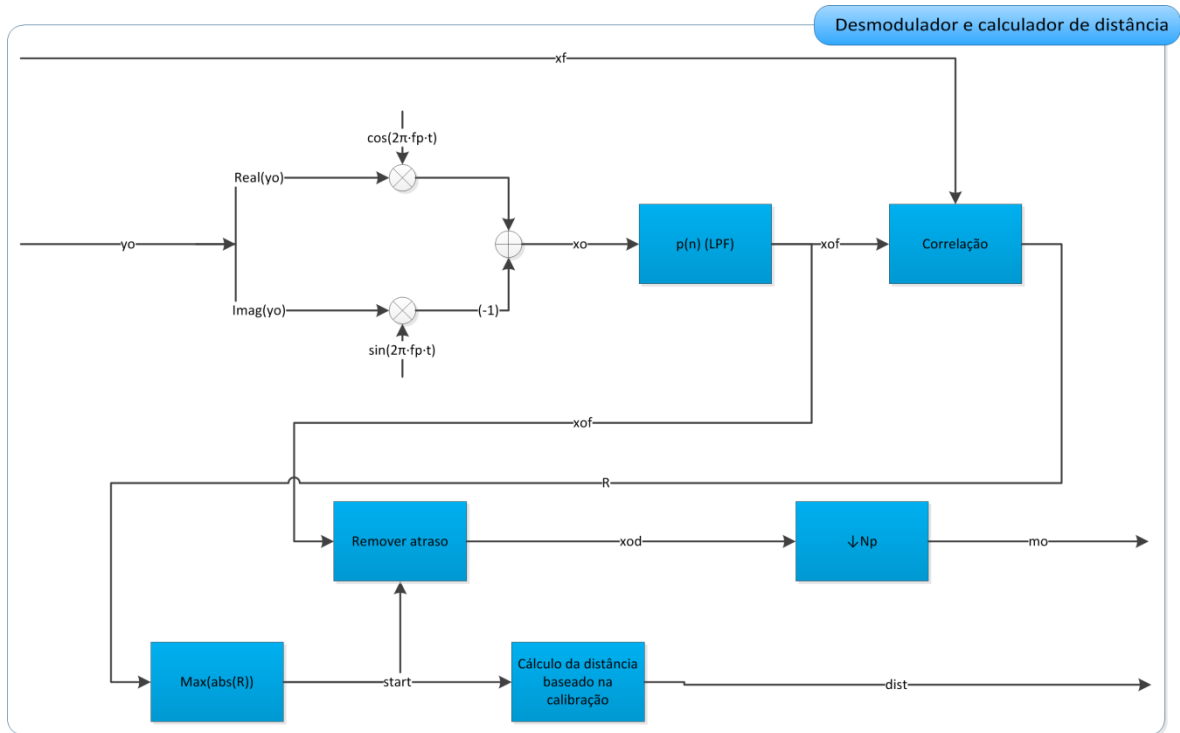 Desmodulador e calculador de distância
xf
cos(2π·fp·t)
Real(yo)
yo
xo
p(n) (LPF)
xof
Correlação
Imag(yo)
(-1)
sin(2π·fp·t)
xof
R
Remover atraso
xod
↓Np
mo
Max(abs(R))
start
Cálculo da distância
baseado na
calibração
dist